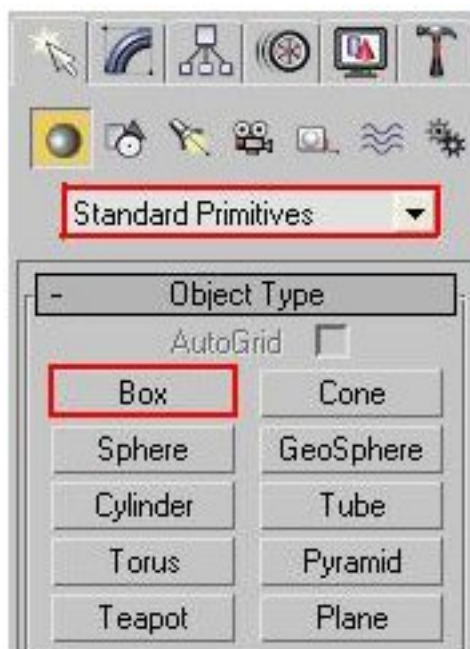 Standard Primitives
- Object Type
AutoGrid
Box Cone
Sphere GeoSphere
Cylinder Tube
Torus Pyramid
Teapot Plane